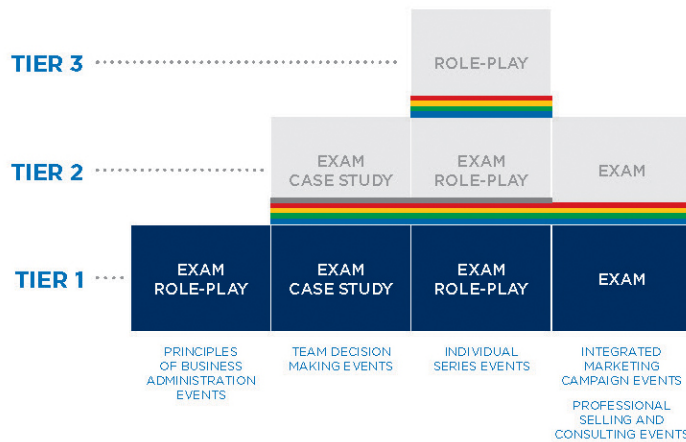 TIER 3
ROLE-PLAY
TIER 2
EXAM
CASE STUDY
EXAM
ROLE-PLAY
EXAM
TIER 1
EXAM
ROLE-PLAY
EXAM
CASE STUDY
EXAM
ROLE-PLAY
EXAM
PRINCIPLES
OF BUSINESS
ADMINISTRATION
EVENTS
TEAM DECISION
MAKING EVENTS
INDIVIDUAL
SERIES EVENTS
INTEGRATED
MARKETING
CAMPAIGN EVENTS
PROFESSIONAL
SELLING AND
CONSULTING EVENTS